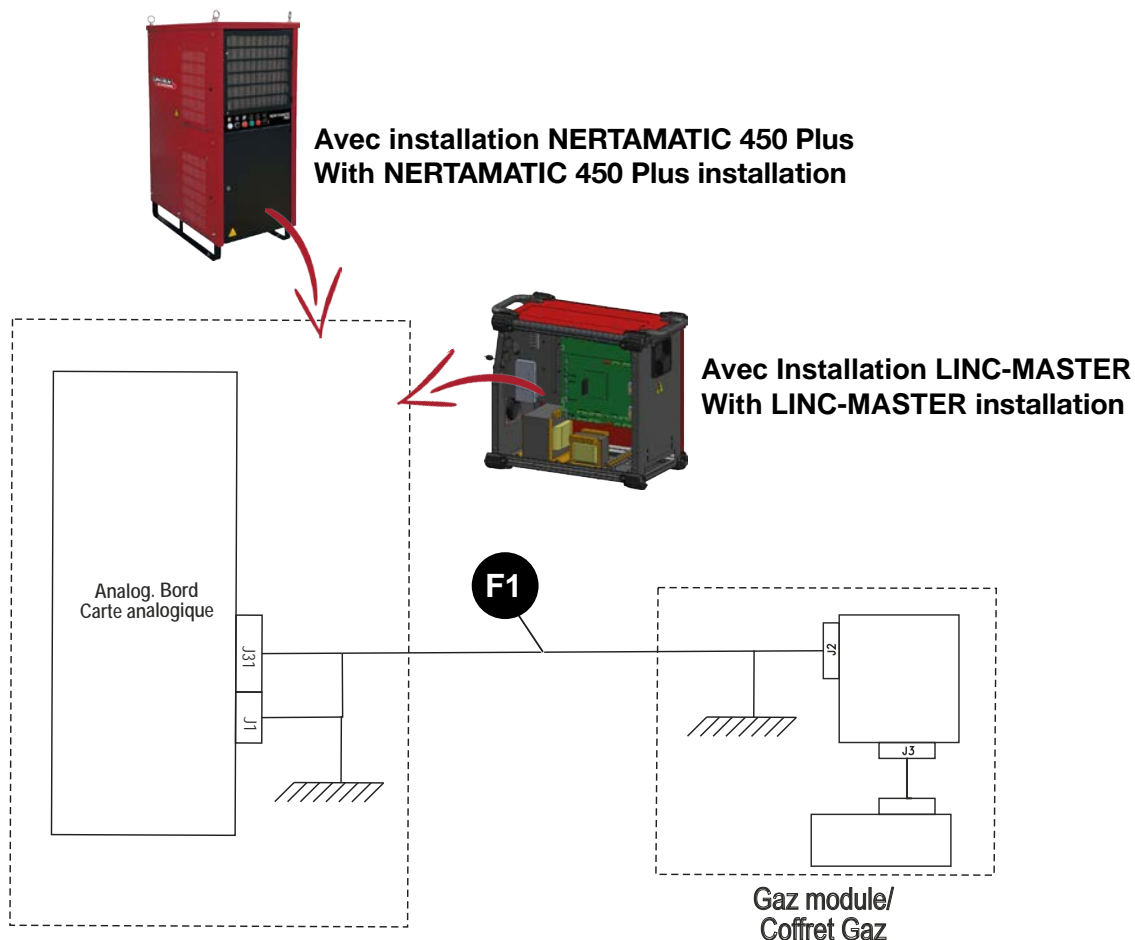 Avec installation NERTAMATIC 450 Plus
With NERTAMATIC 450 Plus installation
Avec Installation LINC-MASTER
With LINC-MASTER installation
Analog. Bord
Carte analogique
J31
J1
F1
J2
J3
Gaz module/
Coffret Gaz